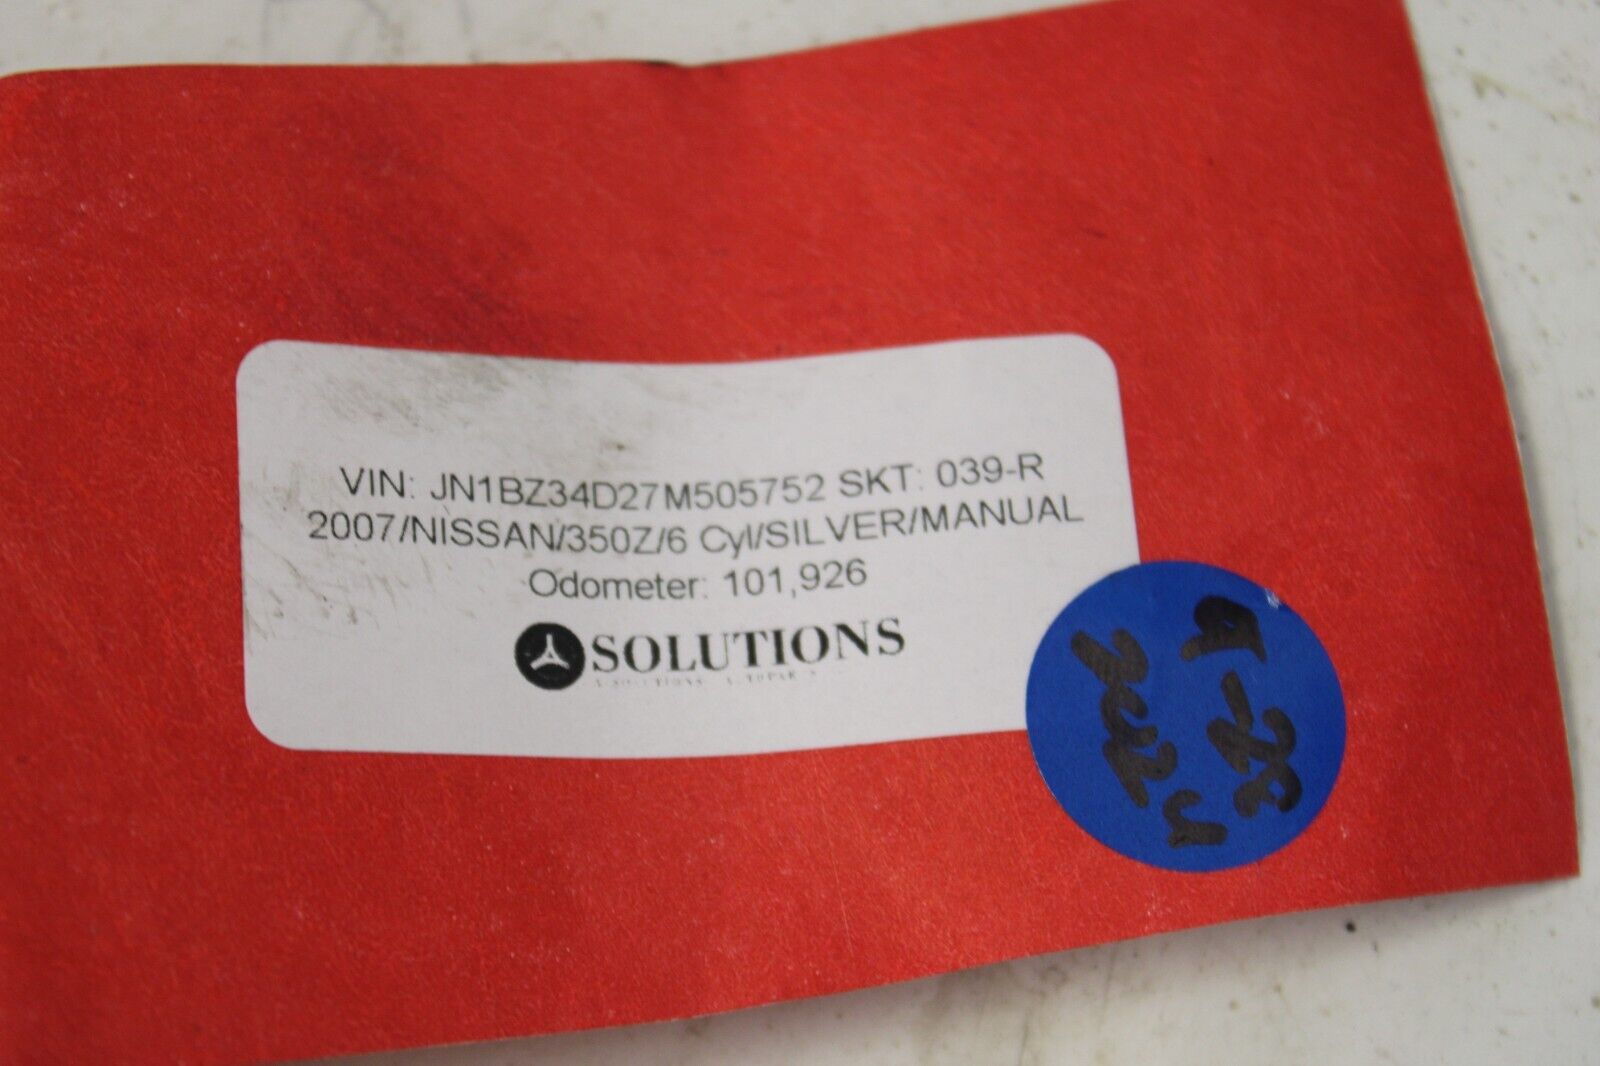 VIN: JN1BZ34D27M505752 SKT: 039-R
2007/NISSAN/350Z/6 Cyl/SILVER/MANUAL
Odometer: 101,926
SOLUTIONS